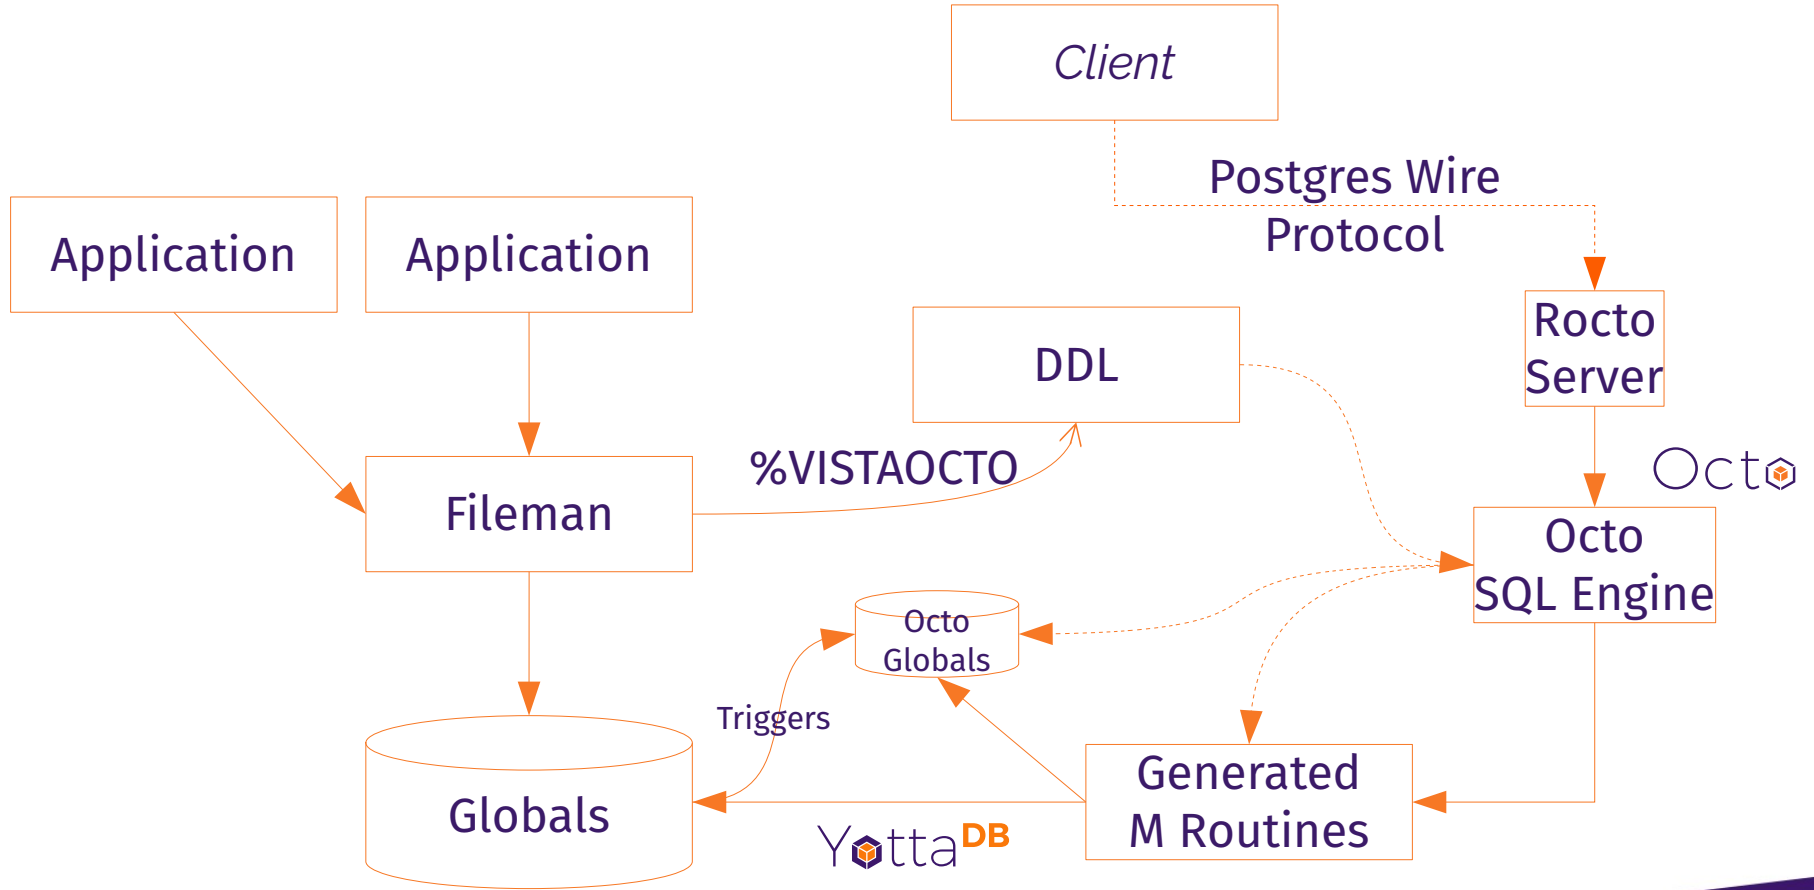 Client
Postgres Wire
Protocol
Application
Application
Rocto
Server
DDL
%VISTAOCTO
Octo
Fileman
Octo
SQL Engine
Octo
Globals
Triggers
Generated
M Routines
Globals
YottaDB